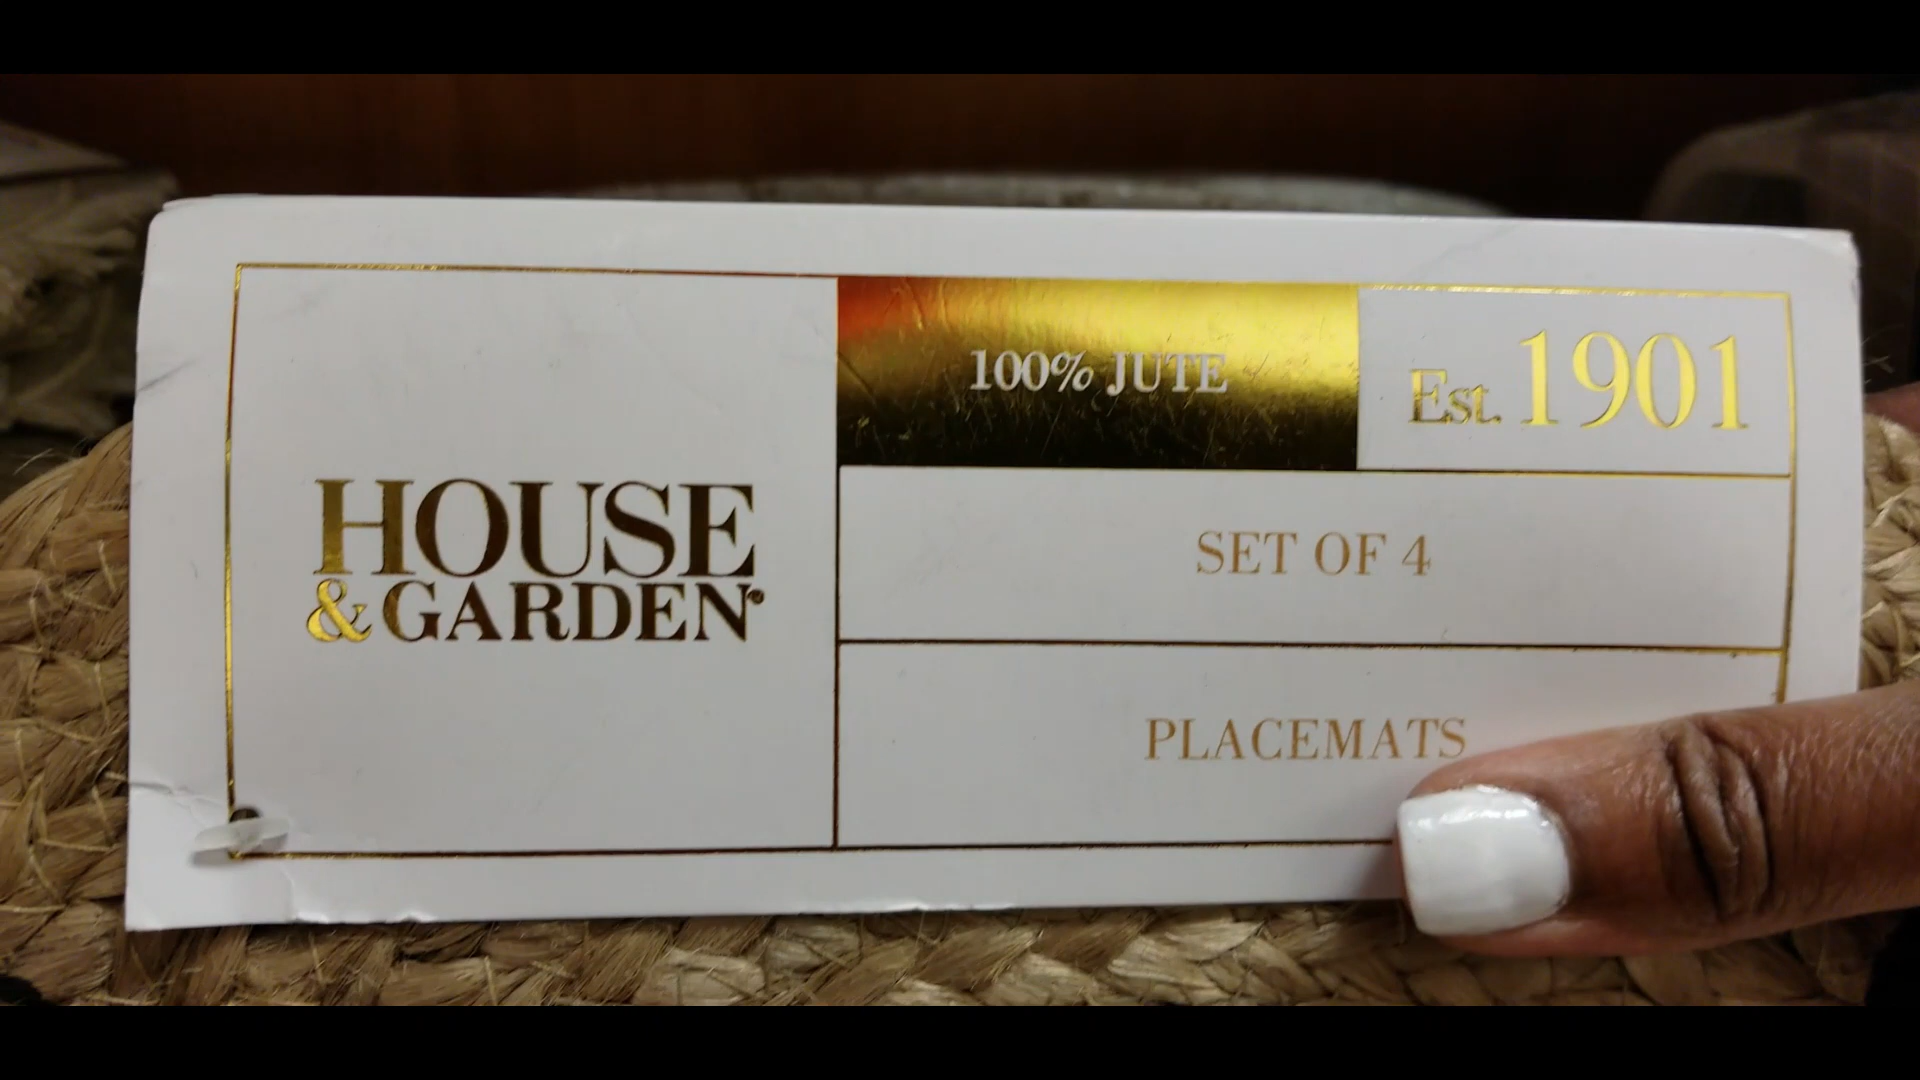 HOUSE
& GARDEN®
100% JUTE
Est. 1901
SET OF 4
PLACEMATS